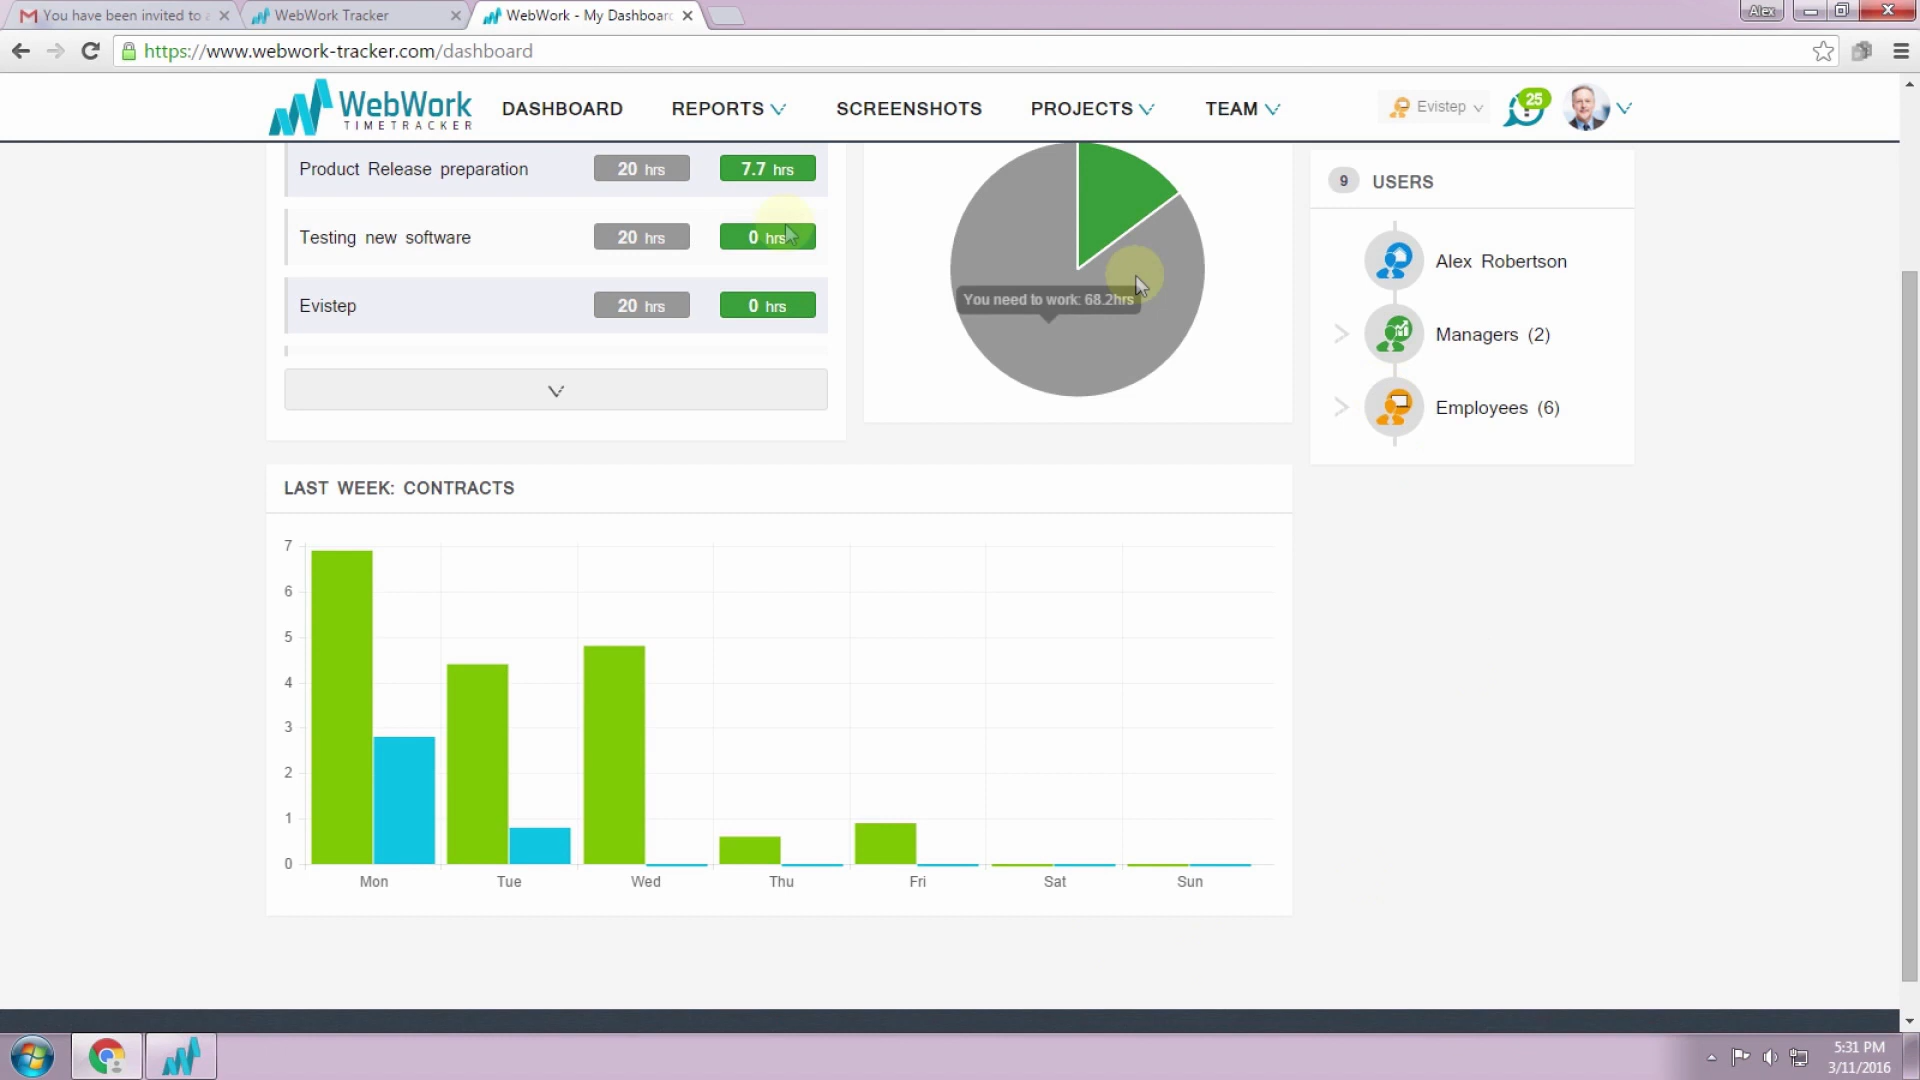 You have been invited to a
WebWork Tracker
WebWork - My Dashboard
Alex
https://www.webwork-tracker.com/dashboard
WebWork
TIMETRACKER
DASHBOARD
REPORTS
SCREENSHOTS
PROJECTS
TEAM
Evistep
25
Product Release preparation
20 hrs
7.7 hrs
Testing new software
20 hrs
0 hrs
Evistep
20 hrs
0 hrs
You need to work: 68.2hrs
9 USERS
Alex Robertson
Managers (2)
Employees (6)
LAST WEEK: CONTRACTS
7
6
5
4
3
2
1
0
Mon
Tue
Wed
Thu
Fri
Sat
Sun
5:31 PM
3/11/2016